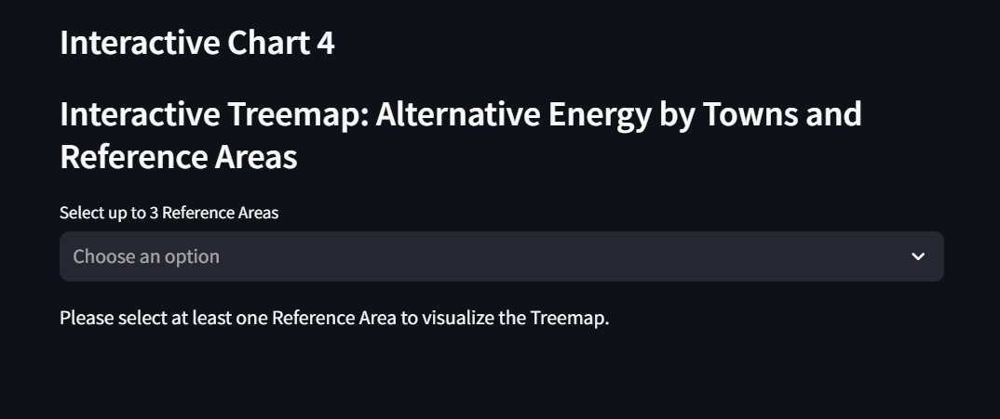 Interactive Chart 4
Interactive Treemap: Alternative Energy by Towns and
Reference Areas
Select up to 3 Reference Areas
Choose an option
Please select at least one Reference Area to visualize the Treemap.